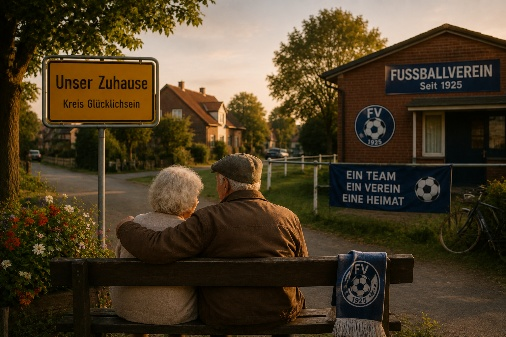 Unser Zuhause
Kreis Glücklichsein
FUSSBALLVEREIN
Seit 1925
FV
1925
EIN TEAM
EIN VEREIN
EINE HEIMAT
FV
1925